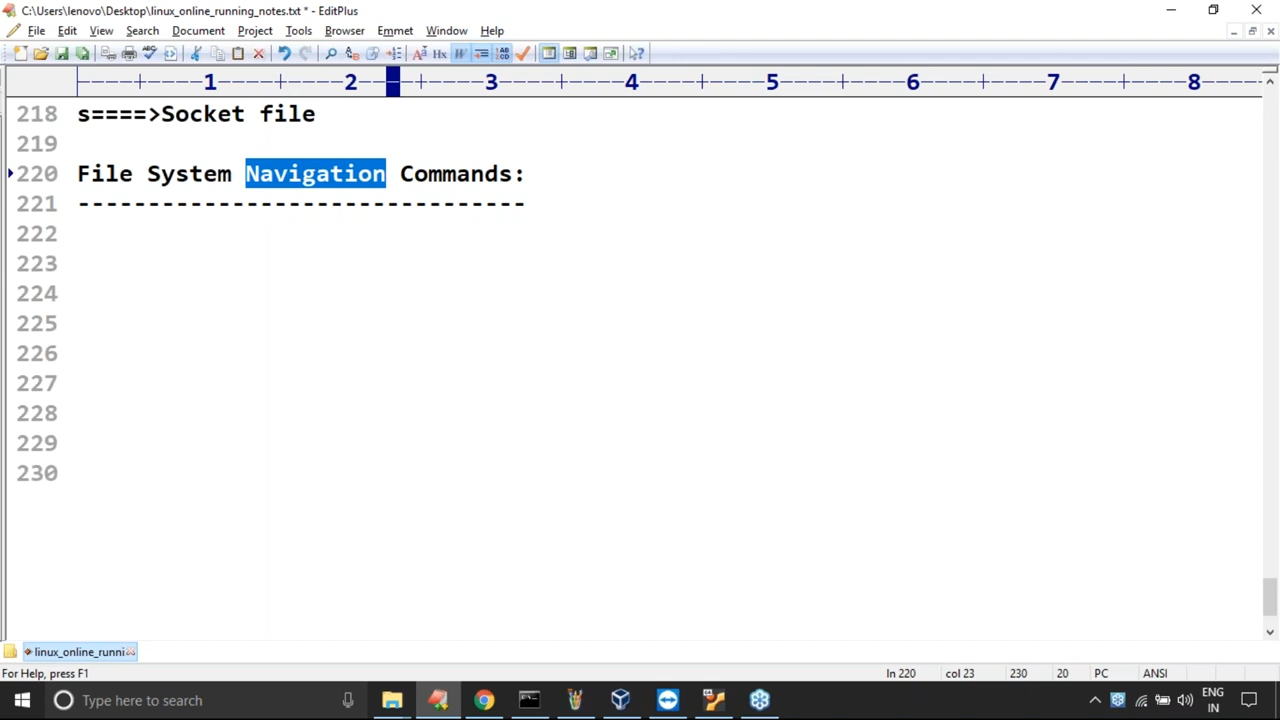 C:\Users\lenovo\Desktop\linux_online_running_notes.txt * - EditPlus
File Edit View Search Document Project Tools Browser Emmet Window Help
----+----1----+----2----+----3----+----4----+----5----+----6----+----7----+----8----
218 s====>Socket file
219
220 File System Navigation Commands:
221 --------------------------------
222
223
224
225
226
227
228
229
230
linux_online_runni
For Help, press F1 ln 220 col 23 230 20 PC ANSI
Type here to search ENG
IN